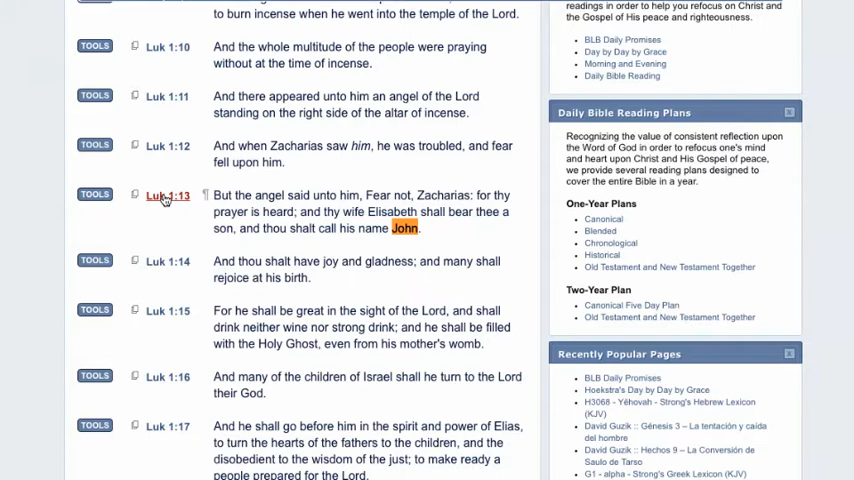 to burn incense when he went into the temple of the Lord.
TOOLS Luk 1:10 And the whole multitude of the people were praying
without at the time of incense.
TOOLS Luk 1:11 And there appeared unto him an angel of the Lord
standing on the right side of the altar of incense.
TOOLS Luk 1:12 And when Zacharias saw him, he was troubled, and fear
fell upon him.
TOOLS Luk 1:13 ¶ But the angel said unto him, Fear not, Zacharias: for thy
prayer is heard; and thy wife Elisabeth shall bear thee a
son, and thou shalt call his name John.
TOOLS Luk 1:14 And thou shalt have joy and gladness; and many shall
rejoice at his birth.
TOOLS Luk 1:15 For he shall be great in the sight of the Lord, and shall
drink neither wine nor strong drink; and he shall be filled
with the Holy Ghost, even from his mother's womb.
TOOLS Luk 1:16 And many of the children of Israel shall he turn to the Lord
their God.
TOOLS Luk 1:17 And he shall go before him in the spirit and power of Elias,
to turn the hearts of the fathers to the children, and the
disobedient to the wisdom of the just; to make ready a
people prepared for the Lord.
readings in order to help you refocus on Christ and
the Gospel of His peace and righteousness.
BLB Daily Promises
Day by Day by Grace
Morning and Evening
Daily Bible Reading
Daily Bible Reading Plans
Recognizing the value of consistent reflection upon
the Word of God in order to refocus one's mind
and heart upon Christ and His Gospel of peace,
we provide several reading plans designed to
cover the entire Bible in a year.
One-Year Plans
Canonical
Blended
Chronological
Historical
Old Testament and New Testament Together
Two-Year Plan
Canonical Five Day Plan
Old Testament and New Testament Together
Recently Popular Pages
BLB Daily Promises
Hoekstra's Day by Day by Grace
H3068 - Yĕhovah - Strong's Hebrew Lexicon
(KJV)
David Guzik :: Génesis 3 – La tentación y caída
del hombre
David Guzik :: Hechos 9 – La Conversión de
Saulo de Tarso
G1 - alpha - Strong's Greek Lexicon (KJV)